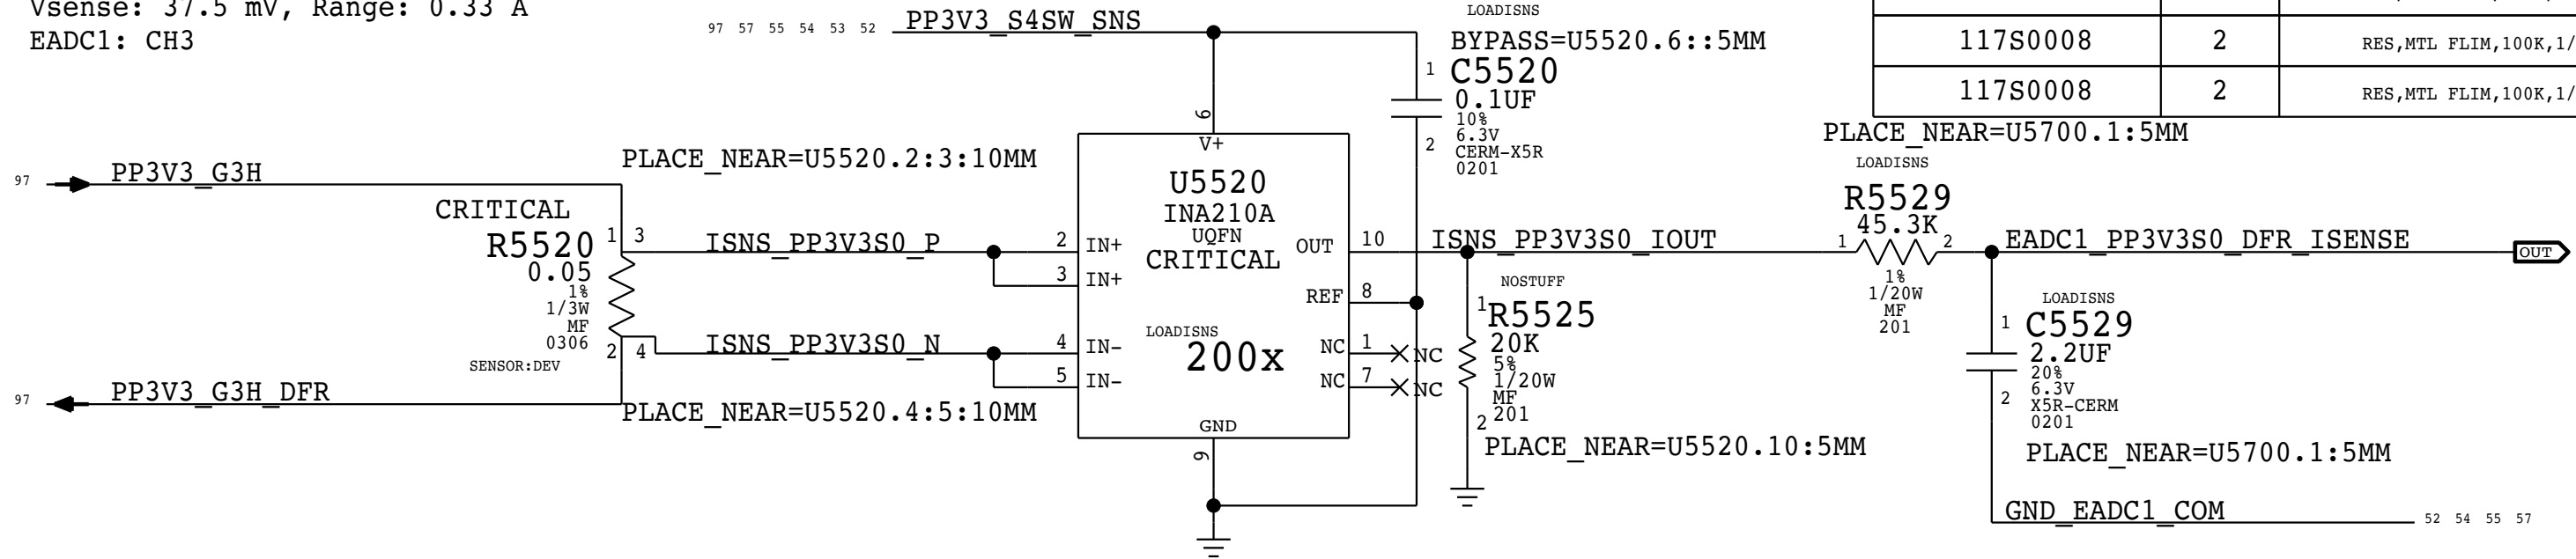 Vsense: 37.5 mV, Range: 0.33 A
EADC1: CH3
97 57 55 54 53 52
PP3V3_S4SW_SNS
LOADISNS
BYPASS=U5520.6::5MM
1
C5520
0.1UF
10%
6.3V
2
CERM-X5R
0201
117S0008 2 RES,MTL FLIM,100K,1/
117S0008 2 RES,MTL FLIM,100K,1/
97
PP3V3_G3H
PLACE_NEAR=U5520.2:3:10MM
CRITICAL
R5520
0.05
1%
1/3W
MF
0306
SENSOR:DEV
1 3
2 4
ISNS_PP3V3S0_P
ISNS_PP3V3S0_N
97
PP3V3_G3H_DFR
PLACE_NEAR=U5520.4:5:10MM
6
V+
U5520
INA210A
UQFN
CRITICAL
LOADISNS
200x
2 IN+
3 IN+
4 IN-
5 IN-
OUT 10
REF 8
NC 1 NC
NC 7 NC
GND
9
ISNS_PP3V3S0_IOUT
NOSTUFF
1
R5525
20K
5%
1/20W
MF
201
2
PLACE_NEAR=U5520.10:5MM
PLACE_NEAR=U5700.1:5MM
LOADISNS
R5529
45.3K
1 2
1%
1/20W
MF
201
EADC1_PP3V3S0_DFR_ISENSE
OUT
LOADISNS
1
C5529
2.2UF
20%
6.3V
2
X5R-CERM
0201
PLACE_NEAR=U5700.1:5MM
GND_EADC1_COM
52 54 55 57